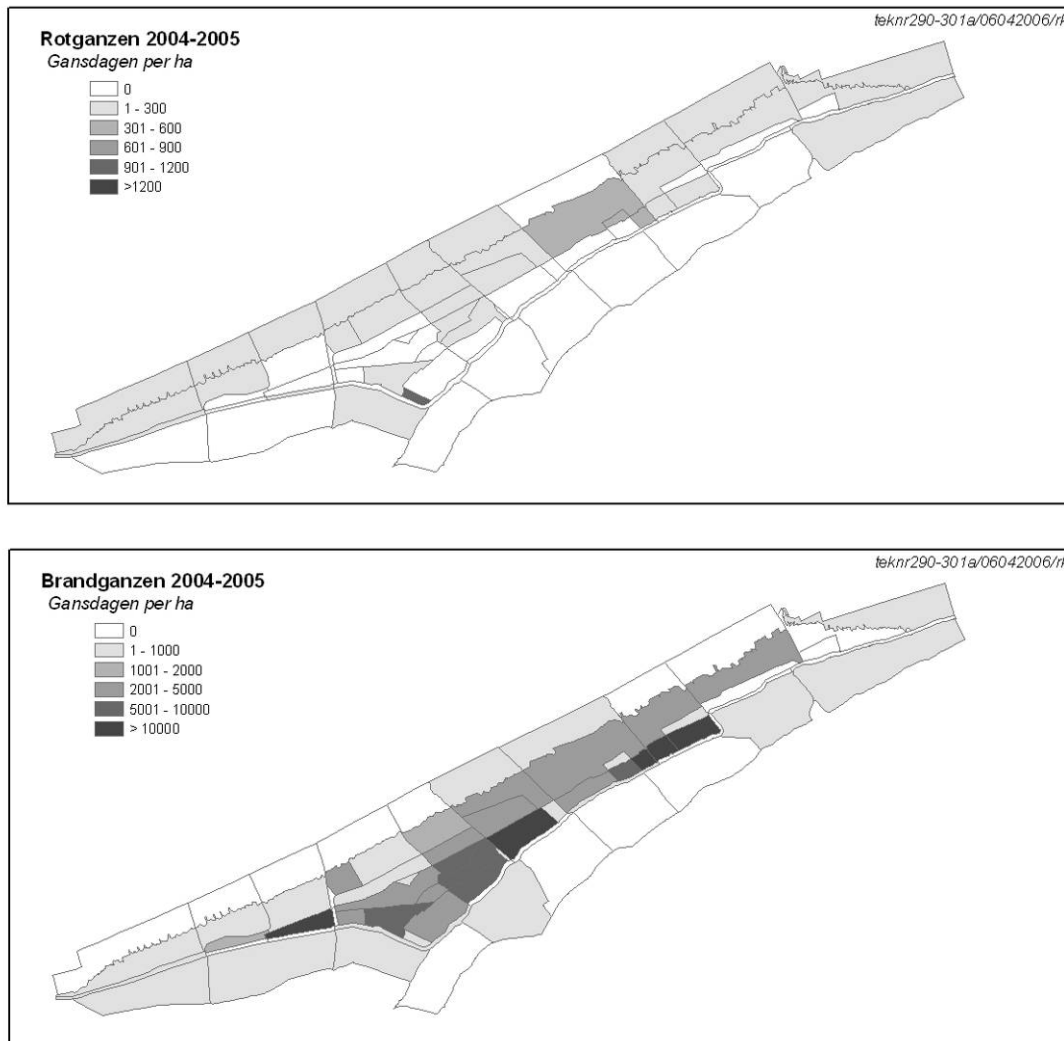 teknr290-301a/06042006/rk
Rotganzen 2004-2005
Gansdagen per ha
0
1 - 300
301 - 600
601 - 900
901 - 1200
>1200
teknr290-301a/06042006/rk
Brandganzen 2004-2005
Gansdagen per ha
0
1 - 1000
1001 - 2000
2001 - 5000
5001 - 10000
> 10000